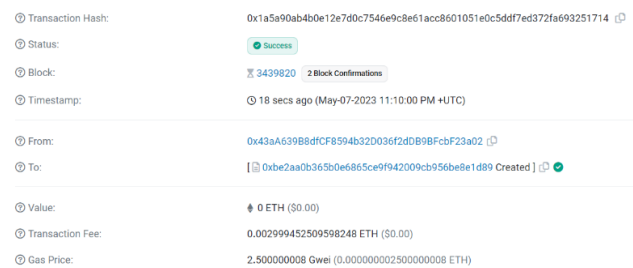 Transaction Hash: 0x1a5a90ab4b0e12e7d0c7546e9c8e61acc8601051e0c5ddf7ed372fa693251714
Status: Success
Block: 3439820 2 Block Confirmations
Timestamp: 18 secs ago (May-07-2023 11:10:00 PM +UTC)
From: 0x43aA639B8dfCF8594b32D036f2dDB9BFcbF23a02
To: [ 0xbe2aa0b365b0e6865ce9f942009cb956be8e1d89 Created ]
Value: 0 ETH ($0.00)
Transaction Fee: 0.002999452509598248 ETH ($0.00)
Gas Price: 2.500000008 Gwei (0.000000002500000008 ETH)